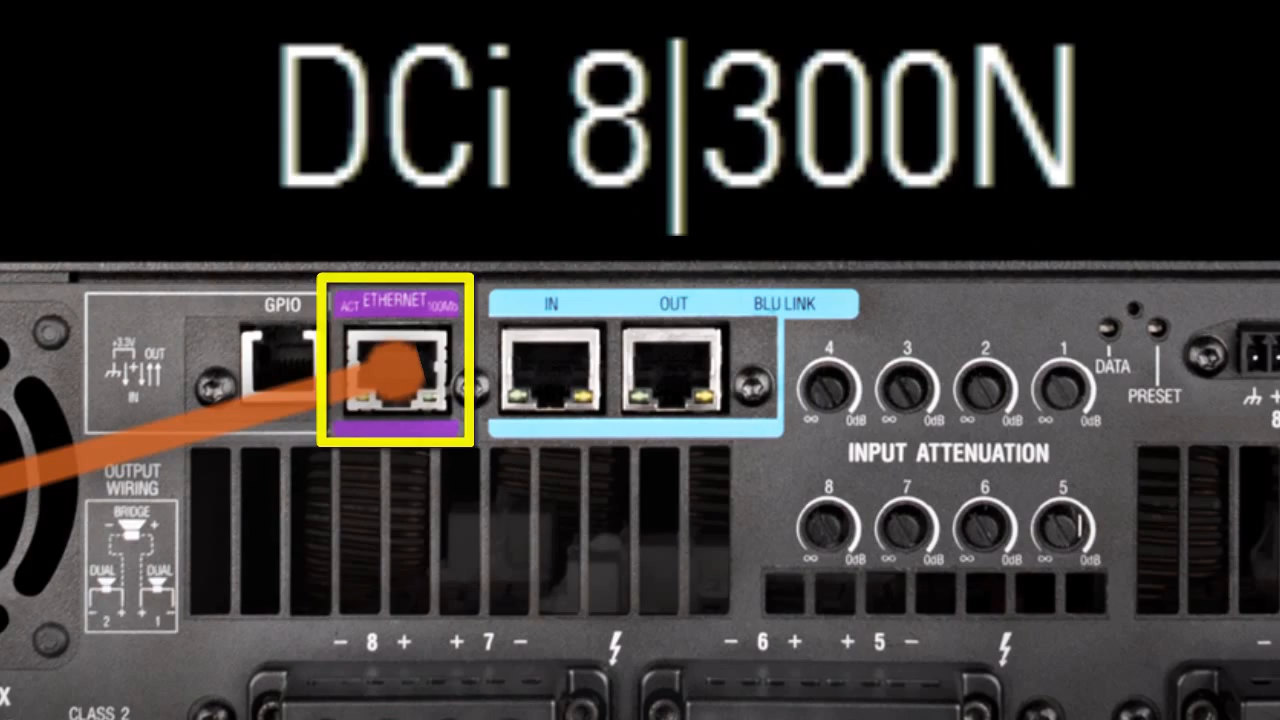 DCi 8|300N
GPIO
ACT ETHERNET 100Mb
IN OUT BLU LINK
+3.3V
OUT
IN
4 3 2 1
∞ 0dB ∞ 0dB ∞ 0dB ∞ 0dB
DATA
PRESET
INPUT ATTENUATION
8 7 6 5
∞ 0dB ∞ 0dB ∞ 0dB ∞ 0dB
OUTPUT
WIRING
BRIDGE
- +
DUAL DUAL
- + + -
2 1
- 8 + + 7 - - 6 + + 5 -
CLASS 2